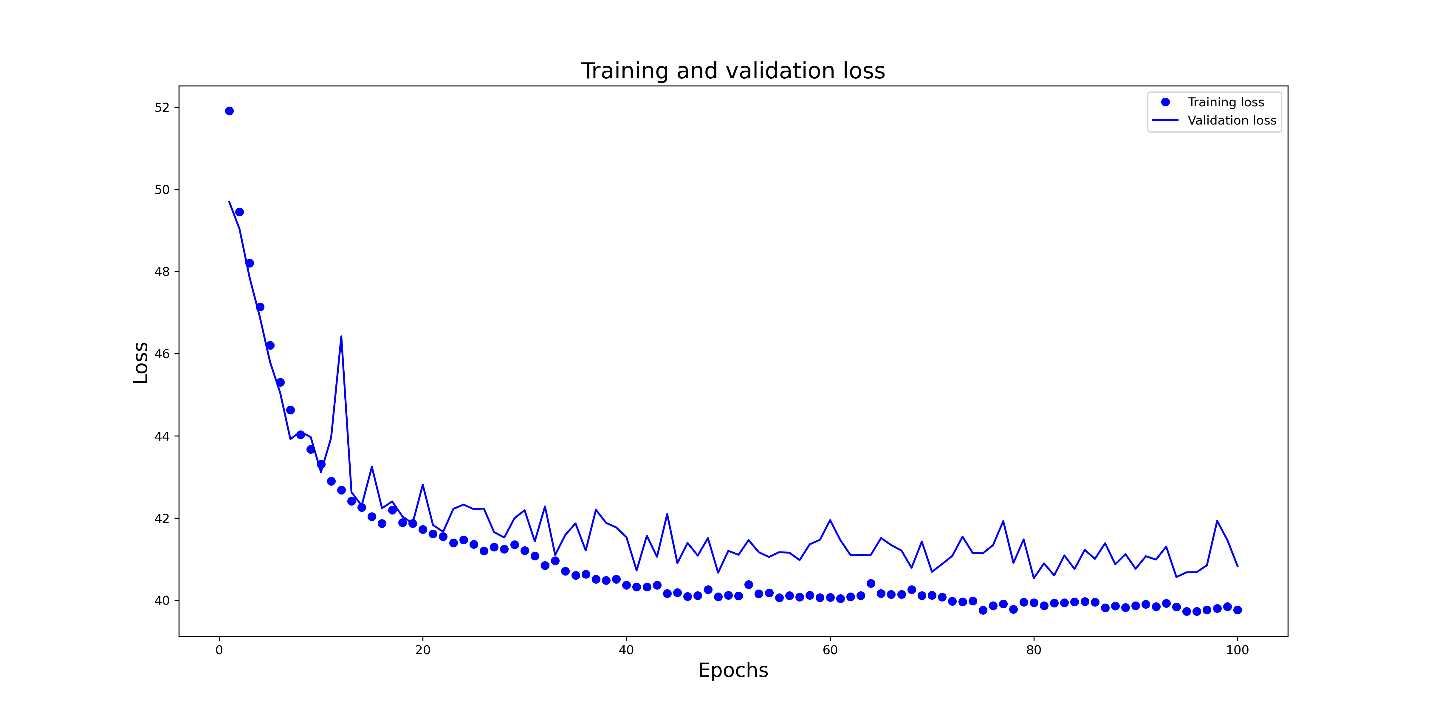 Training and validation loss
Training loss
Validation loss
Loss
52
50
48
46
44
42
40
0 20 40 60 80 100
Epochs